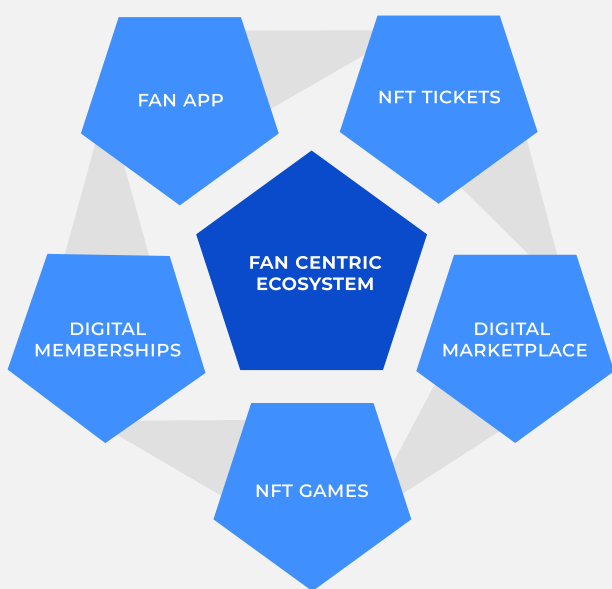 FAN APP
NFT TICKETS
FAN CENTRIC
ECOSYSTEM
DIGITAL
MEMBERSHIPS
DIGITAL
MARKETPLACE
NFT GAMES